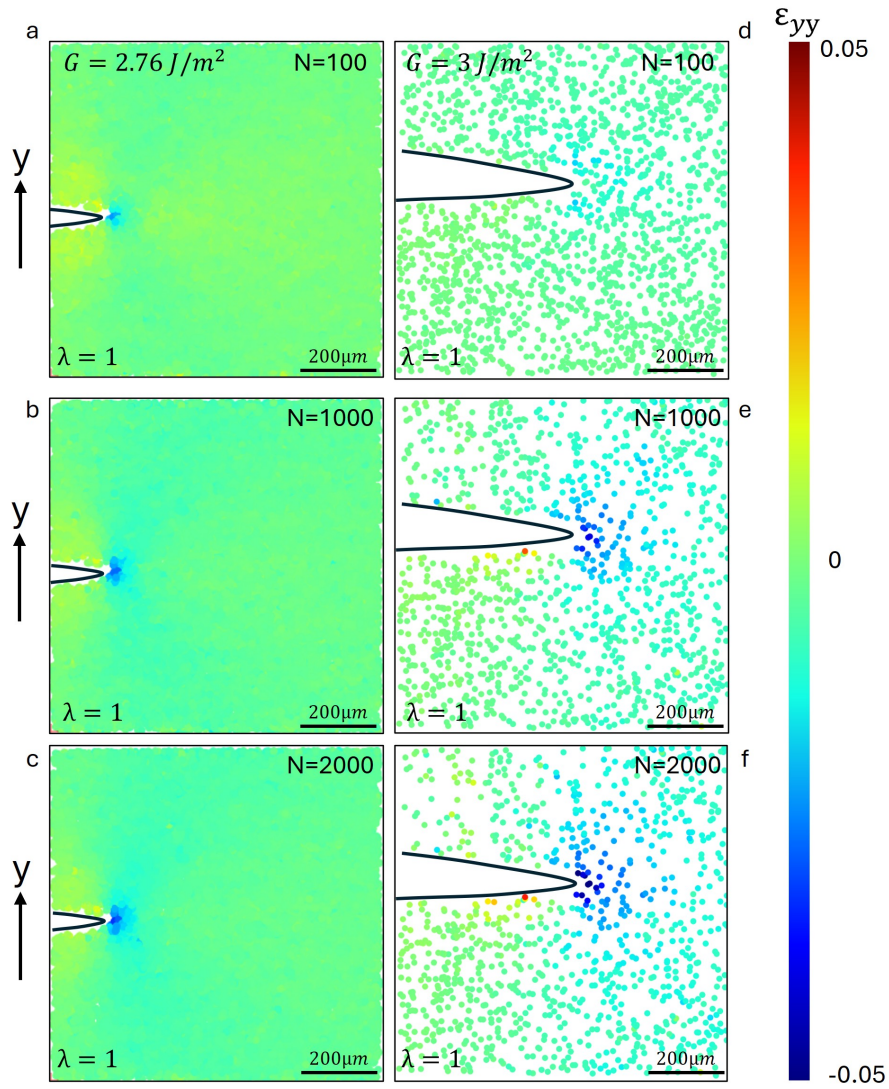 a
G = 2.76 J/m²
N=100
y
λ = 1
200μm
G = 3 J/m²
N=100
d
λ = 1
200μm
b
N=1000
y
λ = 1
200μm
N=1000
e
λ = 1
200μm
c
N=2000
y
λ = 1
200μm
N=2000
f
λ = 1
200μm
εyy
0.05
0
-0.05